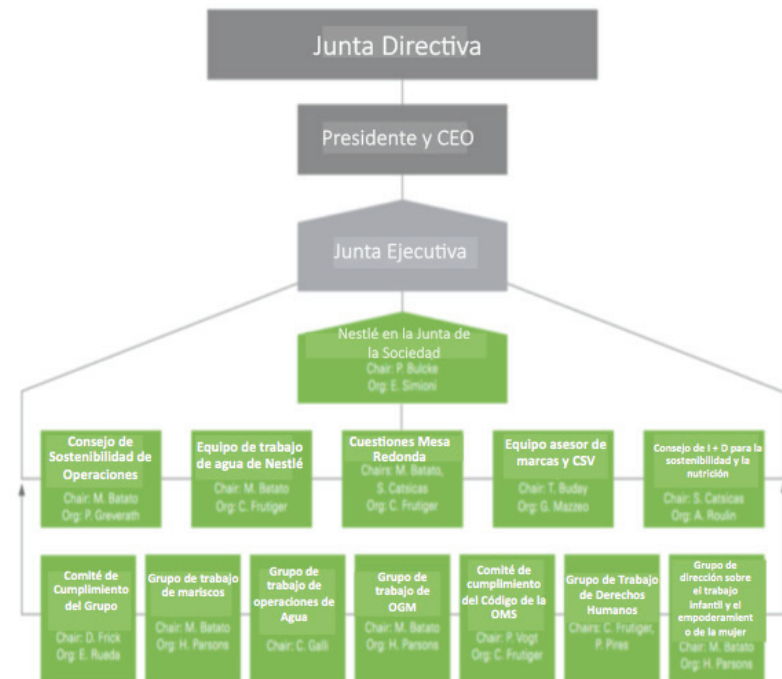 Junta Directiva
Presidente y CEO
Junta Ejecutiva
Nestlé en la Junta de
la Sociedad
Chair: P. Bulcke
Org: E. Simioni
Consejo de
Sostenibilidad de
Operaciones
Chair: M. Batato
Org: P. Greverath
Equipo de trabajo
de agua de Nestlé
Chair: M. Batato
Org: C. Frutiger
Cuestiones Mesa
Redonda
Chairs: M. Batato,
S. Catsicas
Org: C. Frutiger
Equipo asesor de
marcas y CSV
Chair: T. Buday
Org: G. Mazzeo
Consejo de I + D para la
sostenibilidad y la
nutrición
Chair: S. Catsicas
Org: A. Roulin
Comité de
Cumplimiento
del Grupo
Chair: D. Frick
Org: E. Rueda
Grupo de trabajo
de mariscos
Chair: M. Batato
Org: H. Parsons
Grupo de
trabajo de
operaciones de
Agua
Chair: C. Galli
Grupo de
trabajo de
OGM
Chair: M. Batato
Org: H. Parsons
Comité de
cumplimiento
del Código de la
OMS
Chair: P. Vogt
Org: C. Frutiger
Grupo de Trabajo
de Derechos
Humanos
Chairs: C. Frutiger,
P. Pires
Grupo de
dirección sobre
el trabajo
infantil y el
empoderamient
o de la mujer
Chair: M. Batato
Org: H. Parsons